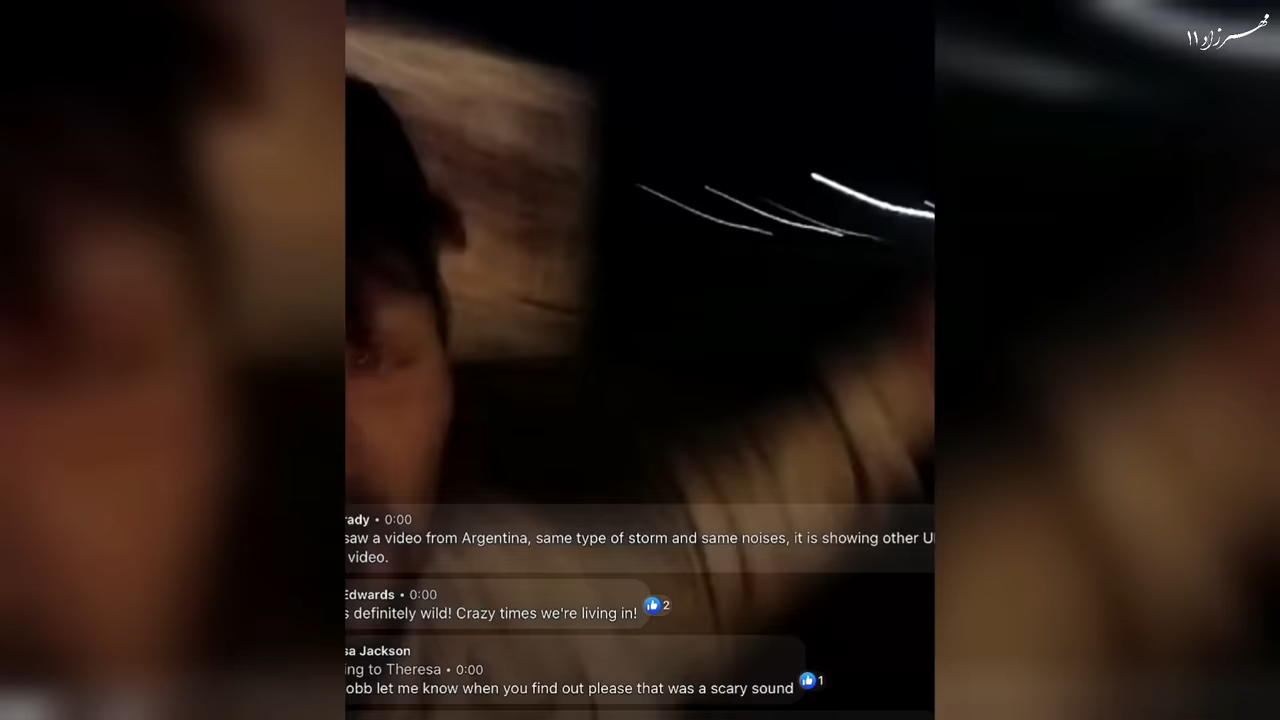 مهرزاد ۱۱
rady • 0:00
saw a video from Argentina, same type of storm and same noises, it is showing other U
video.
Edwards • 0:00
s definitely wild! Crazy times we're living in!
2
sa Jackson
ing to Theresa • 0:00
obb let me know when you find out please that was a scary sound
1